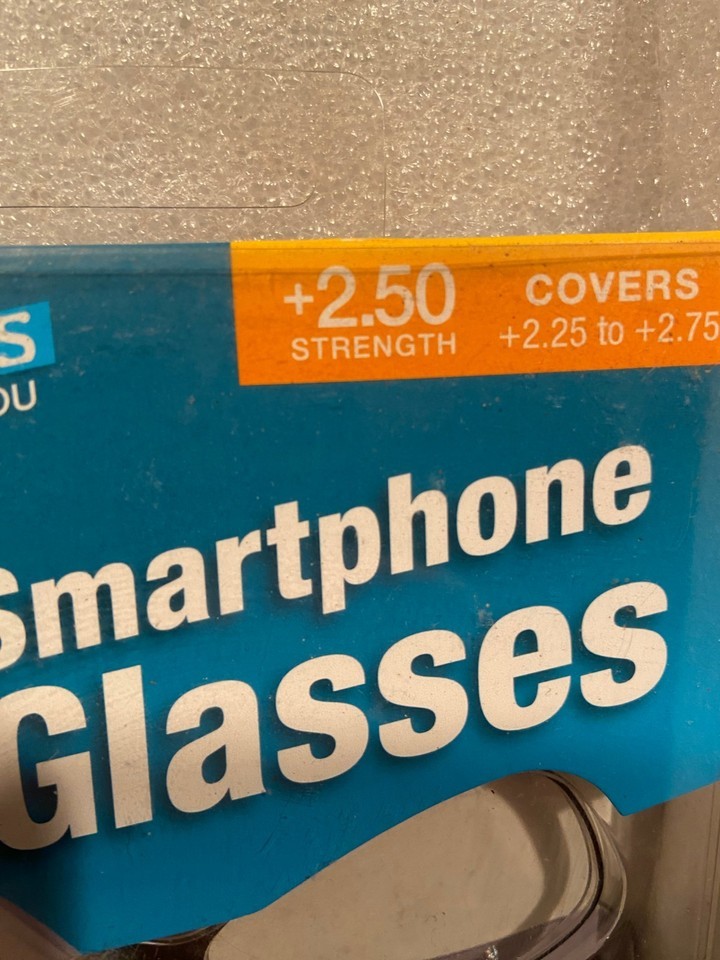 +2.50
STRENGTH
COVERS
+2.25 to +2.75
Smartphone
Glasses